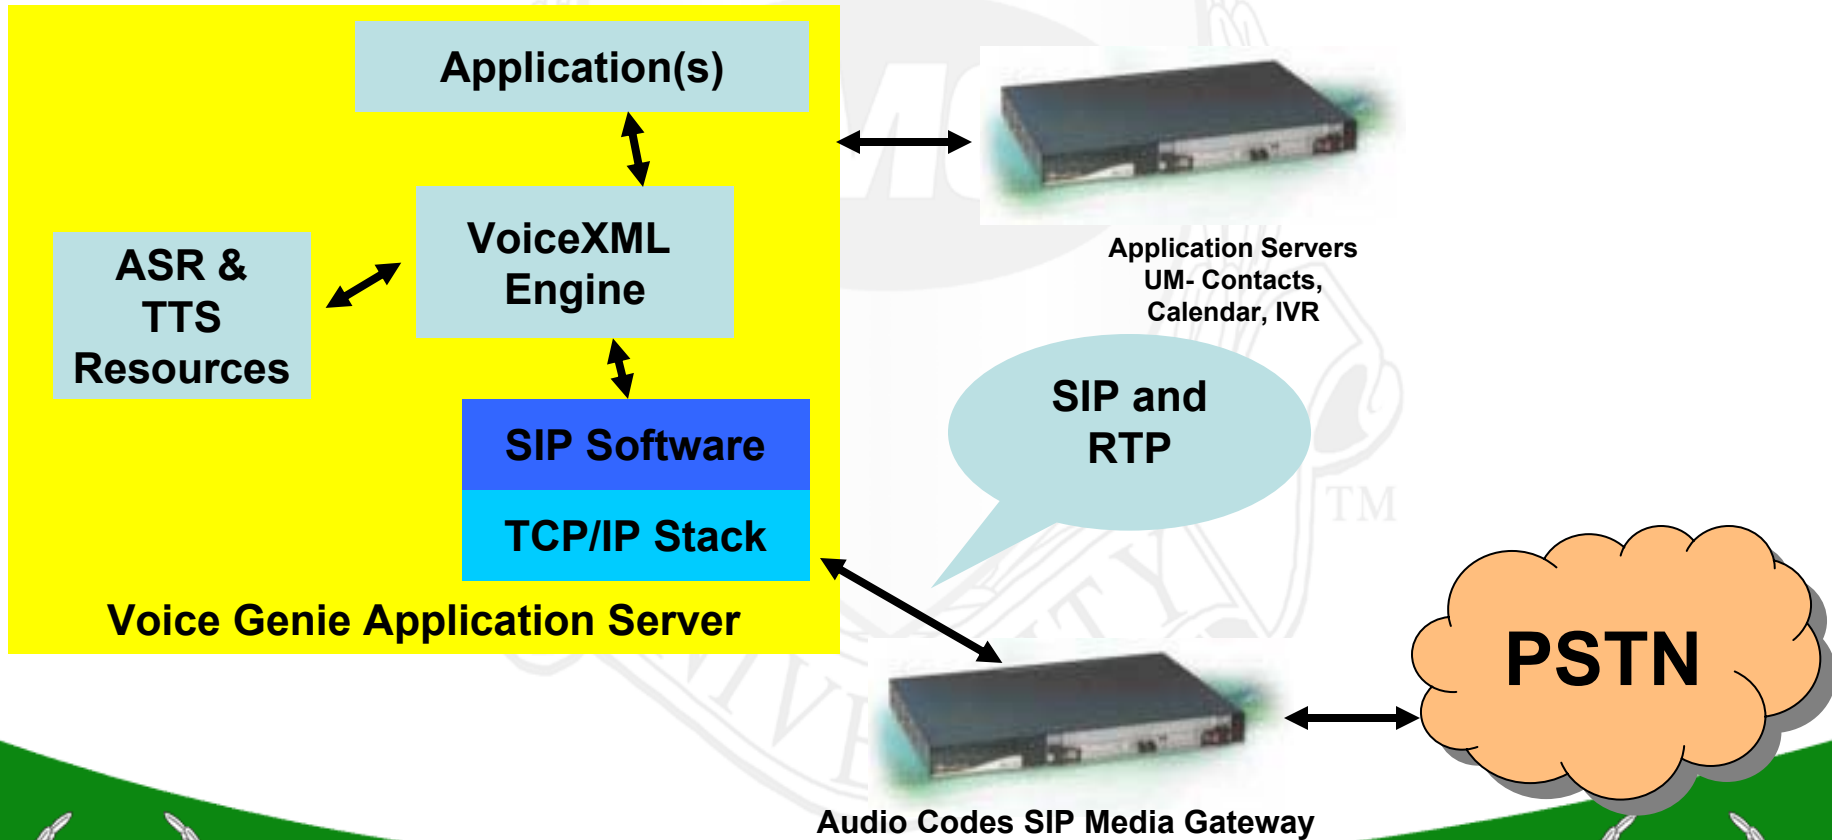 Application(s)
VoiceXML
Engine
ASR &
TTS
Resources
SIP Software
TCP/IP Stack
Voice Genie Application Server
Application Servers
UM- Contacts,
Calendar, IVR
SIP and
RTP
TM
PSTN
Audio Codes SIP Media Gateway